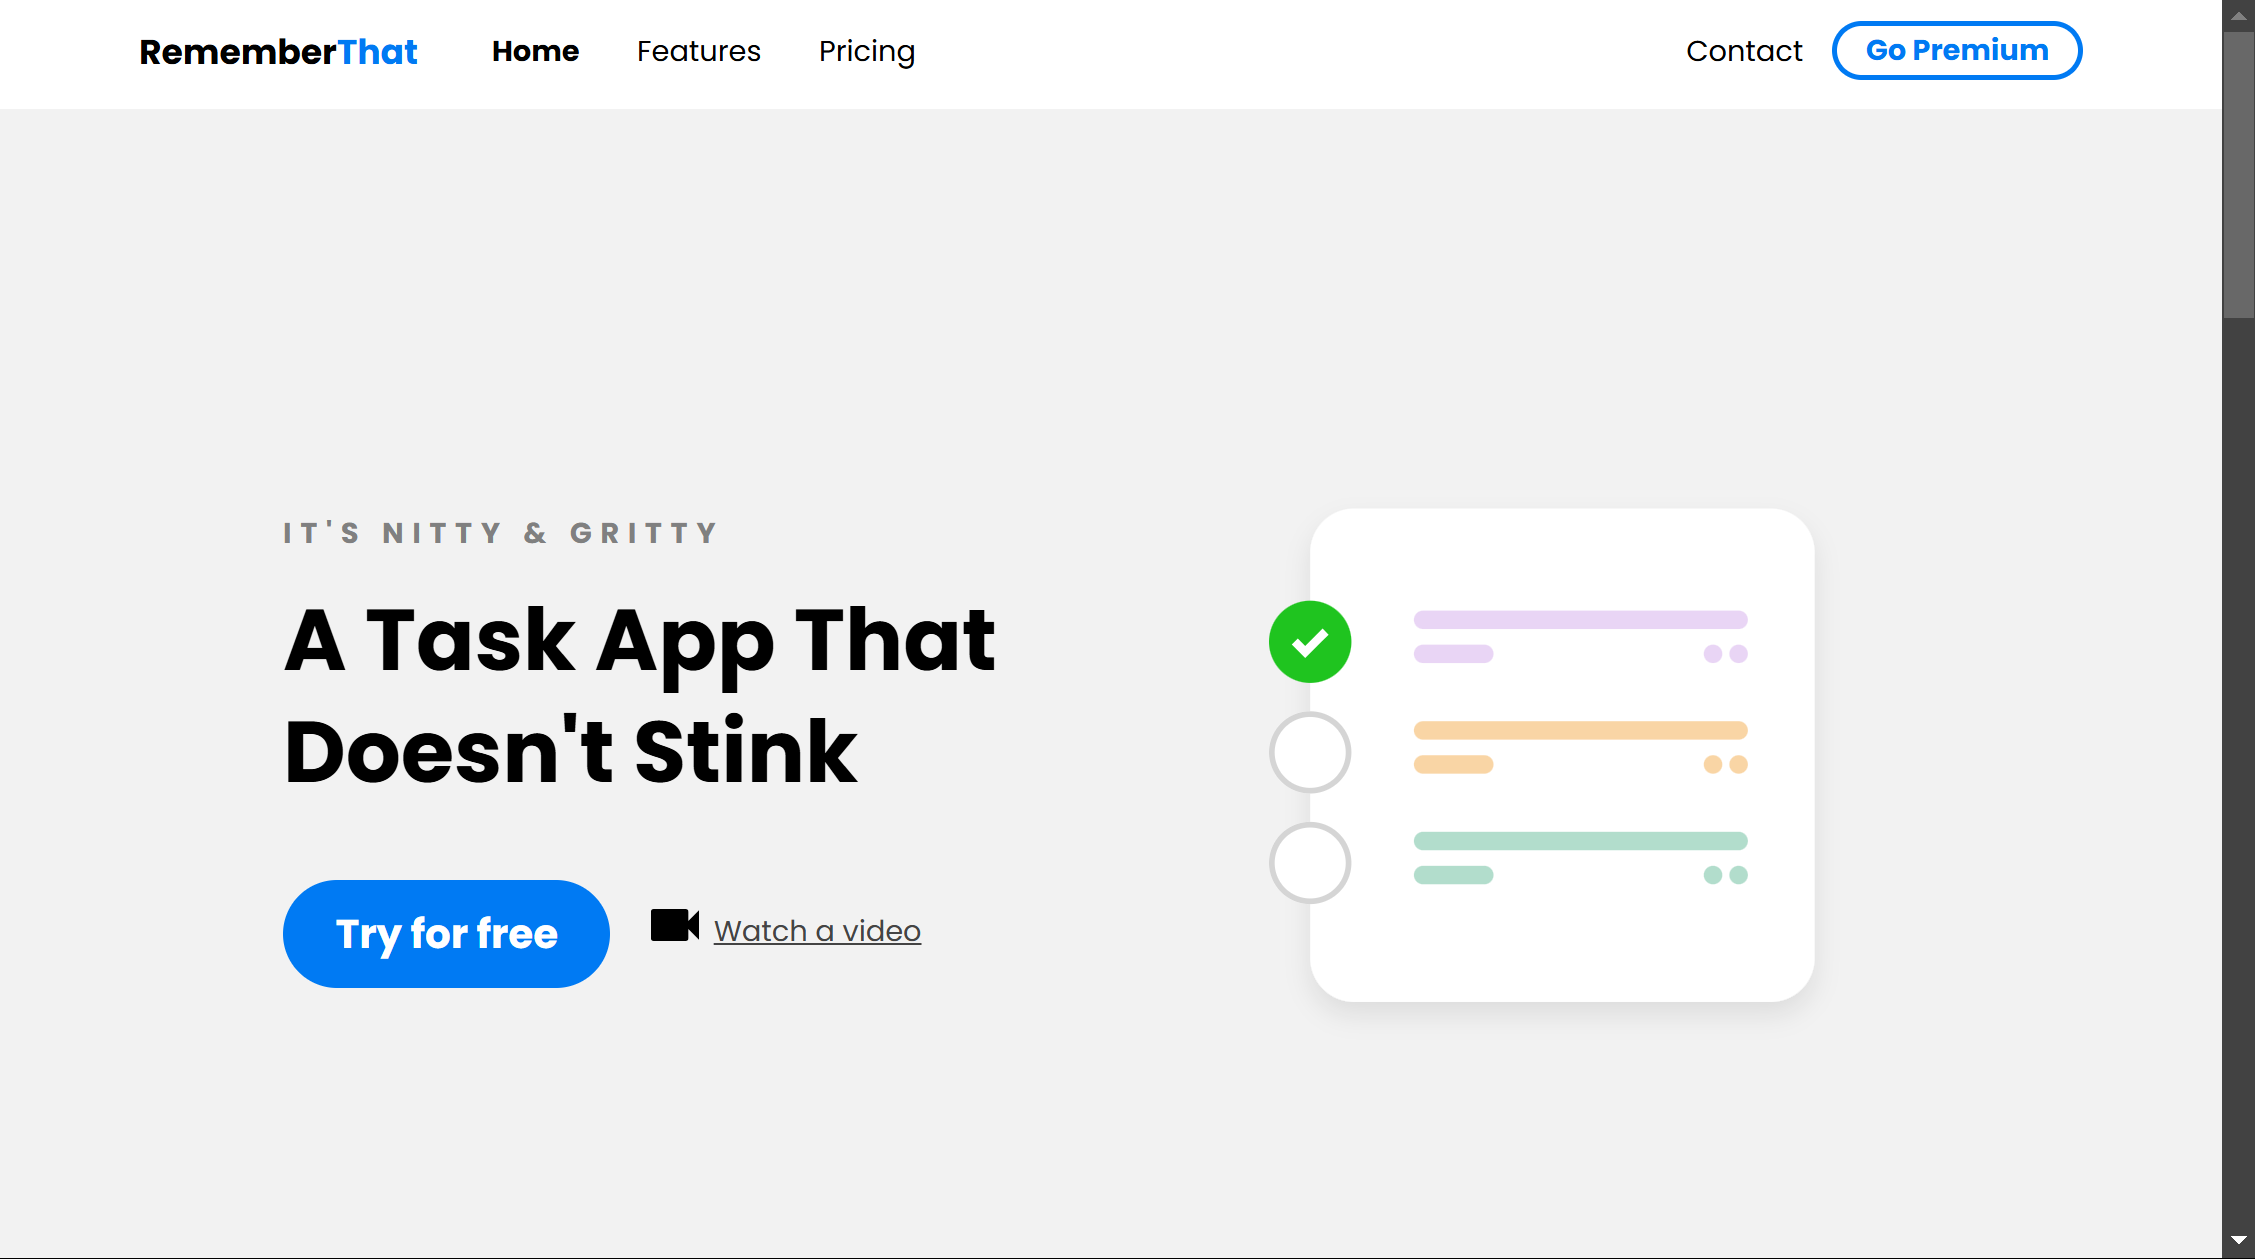 RememberThat Home Features Pricing Contact Go Premium
IT'S NITTY & GRITTY
A Task App That
Doesn't Stink
Try for free Watch a video